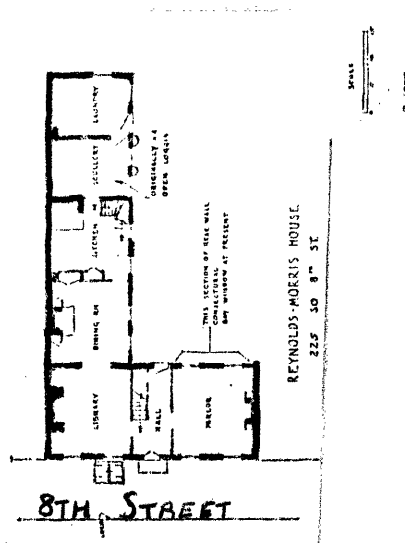 LAUNDRY
SCULLERY
ORIGINALLY AN
OPEN LOGGIA
KITCHEN
DINING RM
THIS SECTION OF REAR WALL
CONJECTURAL
BAY WINDOW AT PRESENT
LIBRARY
HALL
PARLOR
REYNOLDS-MORRIS HOUSE
225 SO 8TH ST.
SCALE
8TH STREET